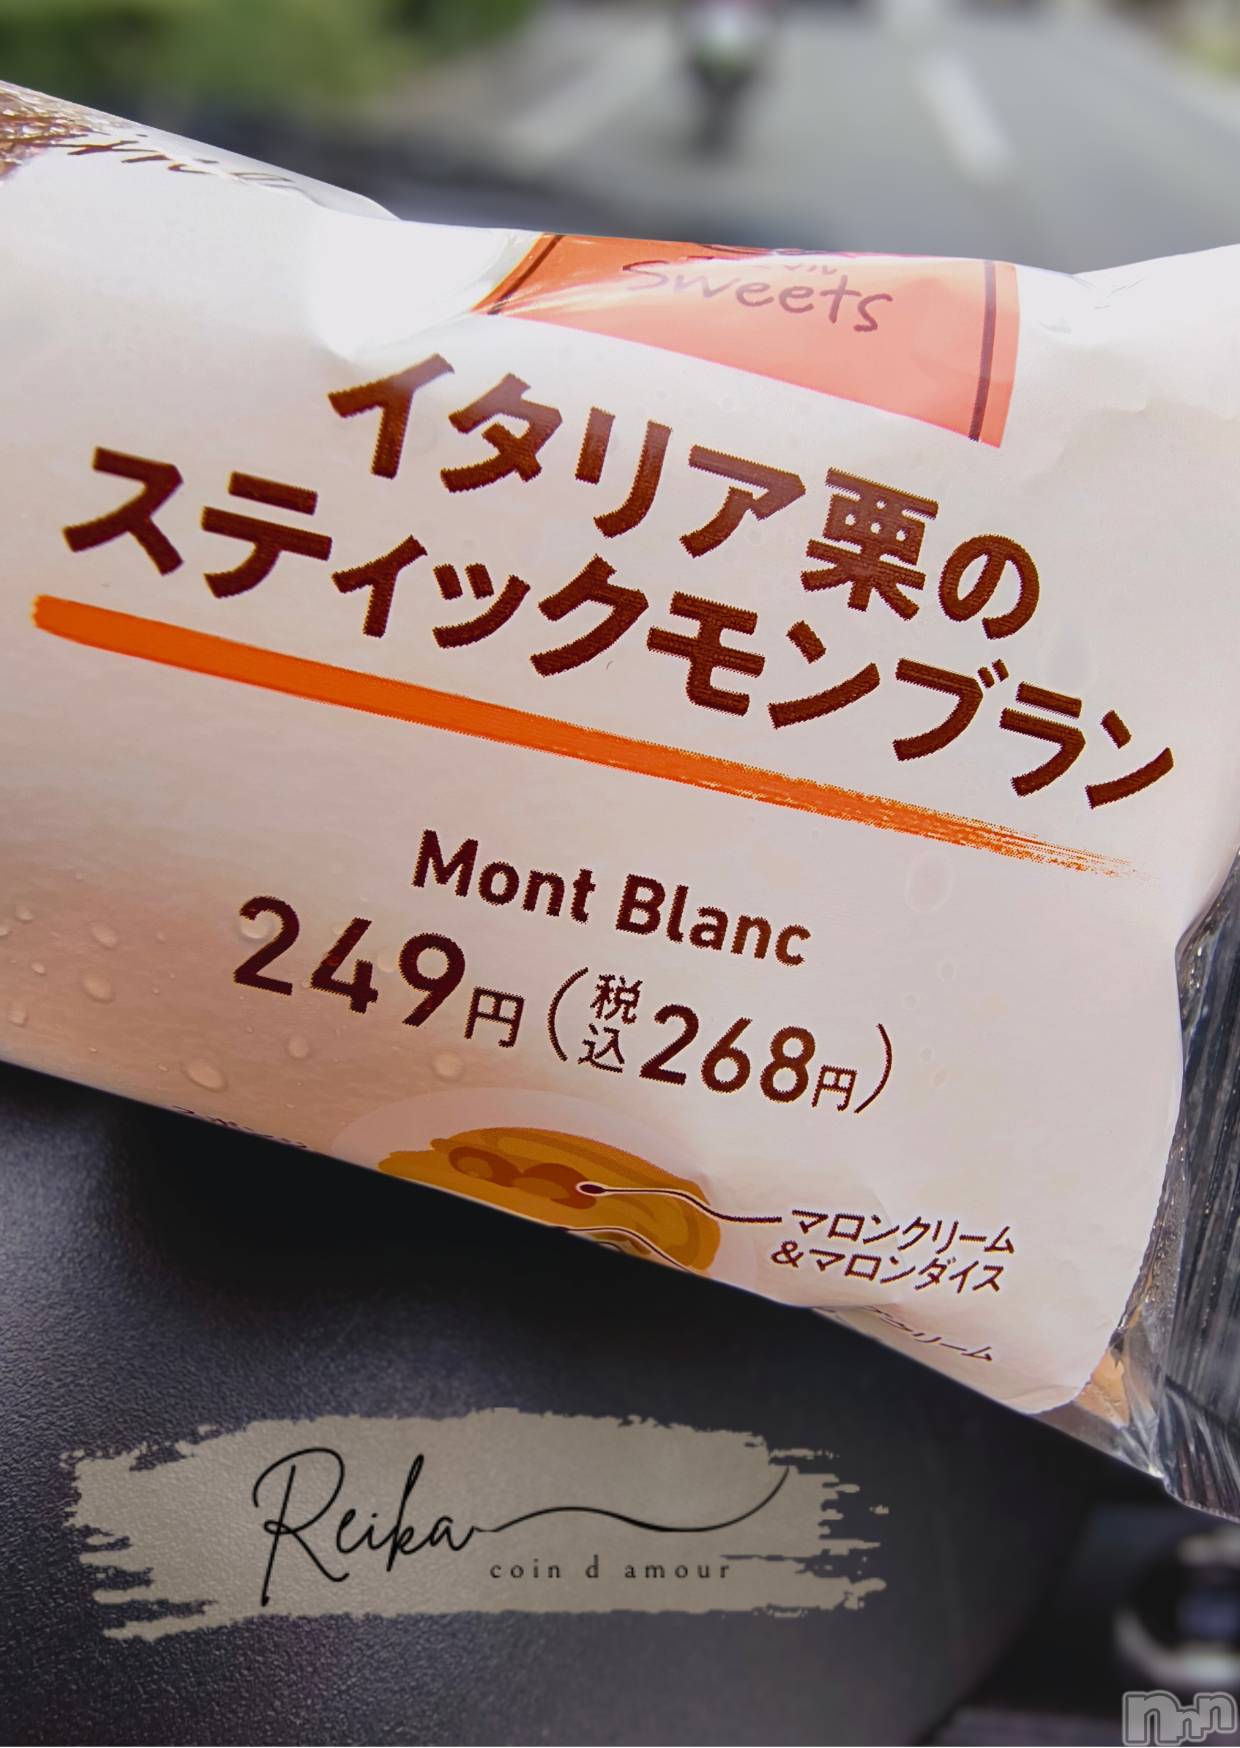 Sweets
イタリア栗の
スティックモンブラン
Mont Blanc
249円(税込268円)
マロンクリーム
&マロンダイス
Reika
coin d amour
nnn